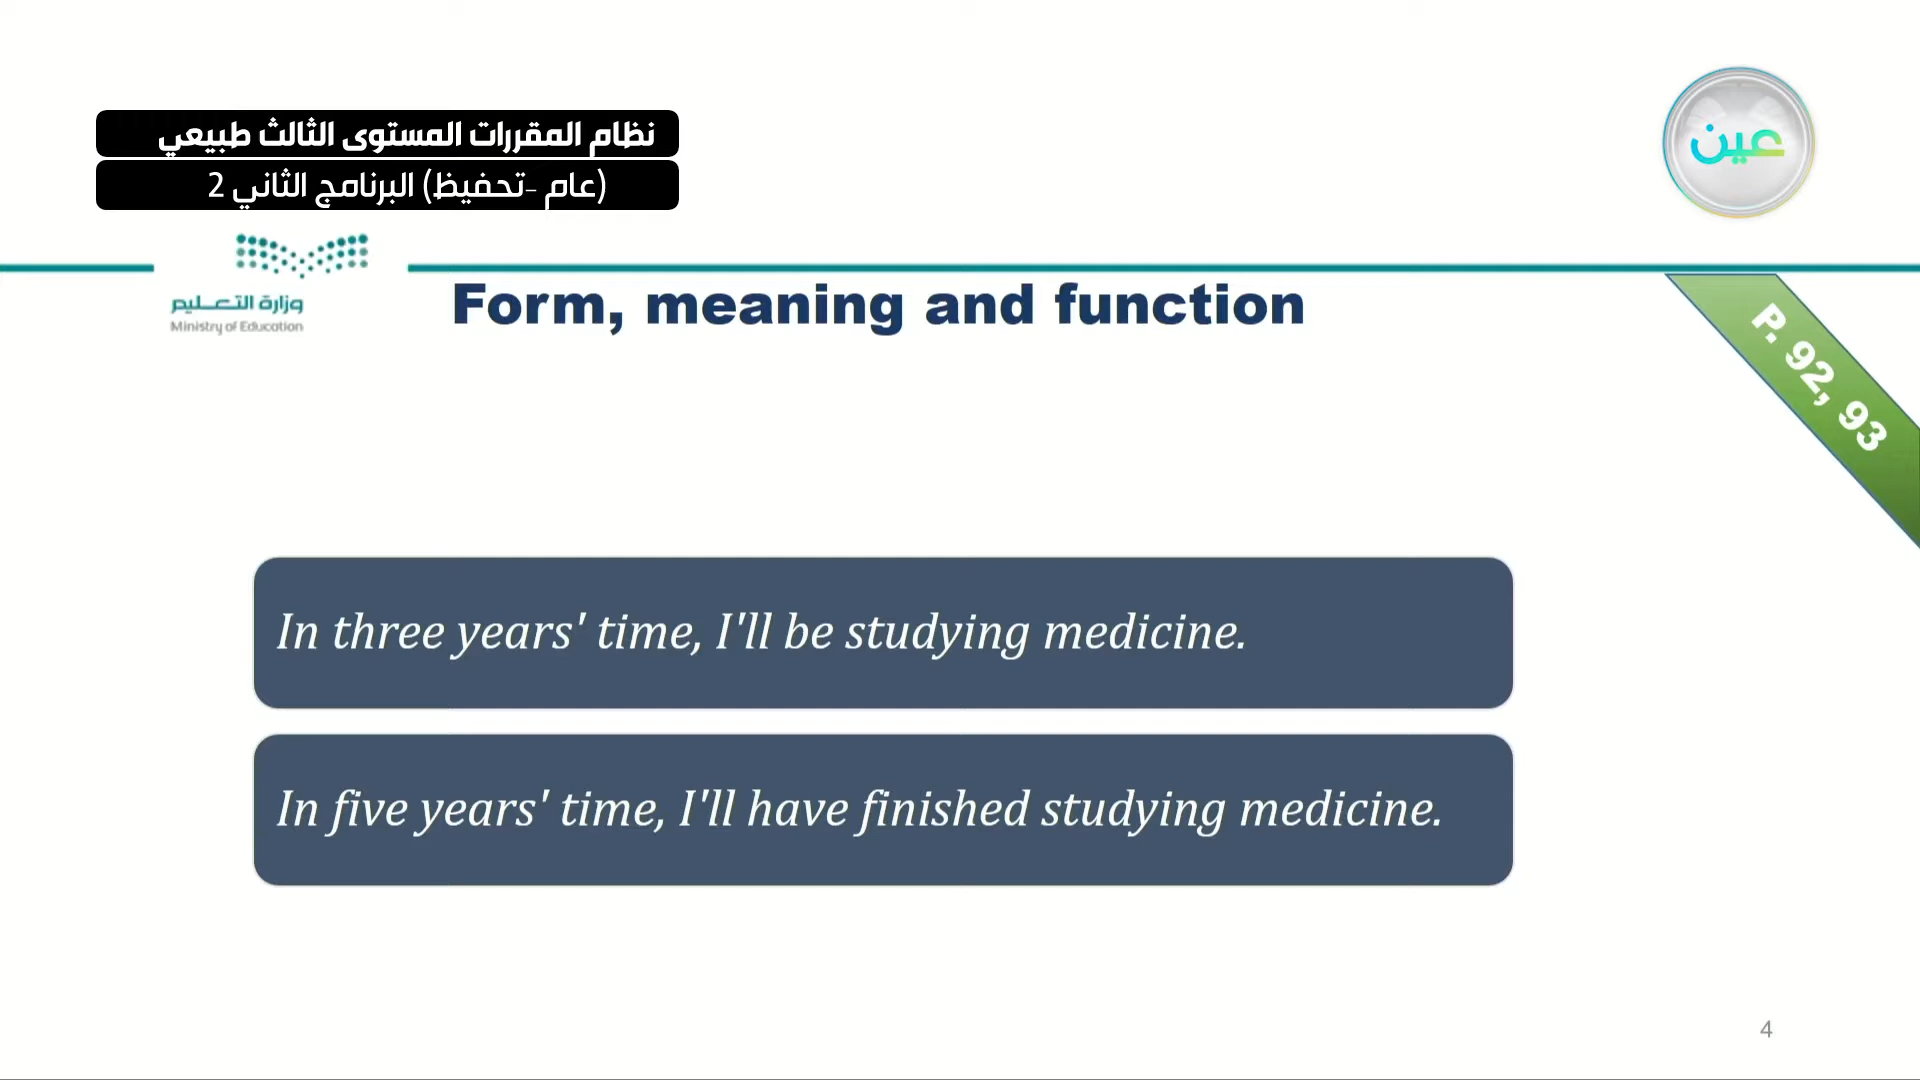 نظام المقررات المستوى الثالث طبيعي
(عام -تحفيظ) البرنامج الثاني 2
عين
وزارة التعليم
Ministry of Education
Form, meaning and function
P. 92, 93
In three years' time, I'll be studying medicine.
In five years' time, I'll have finished studying medicine.
4